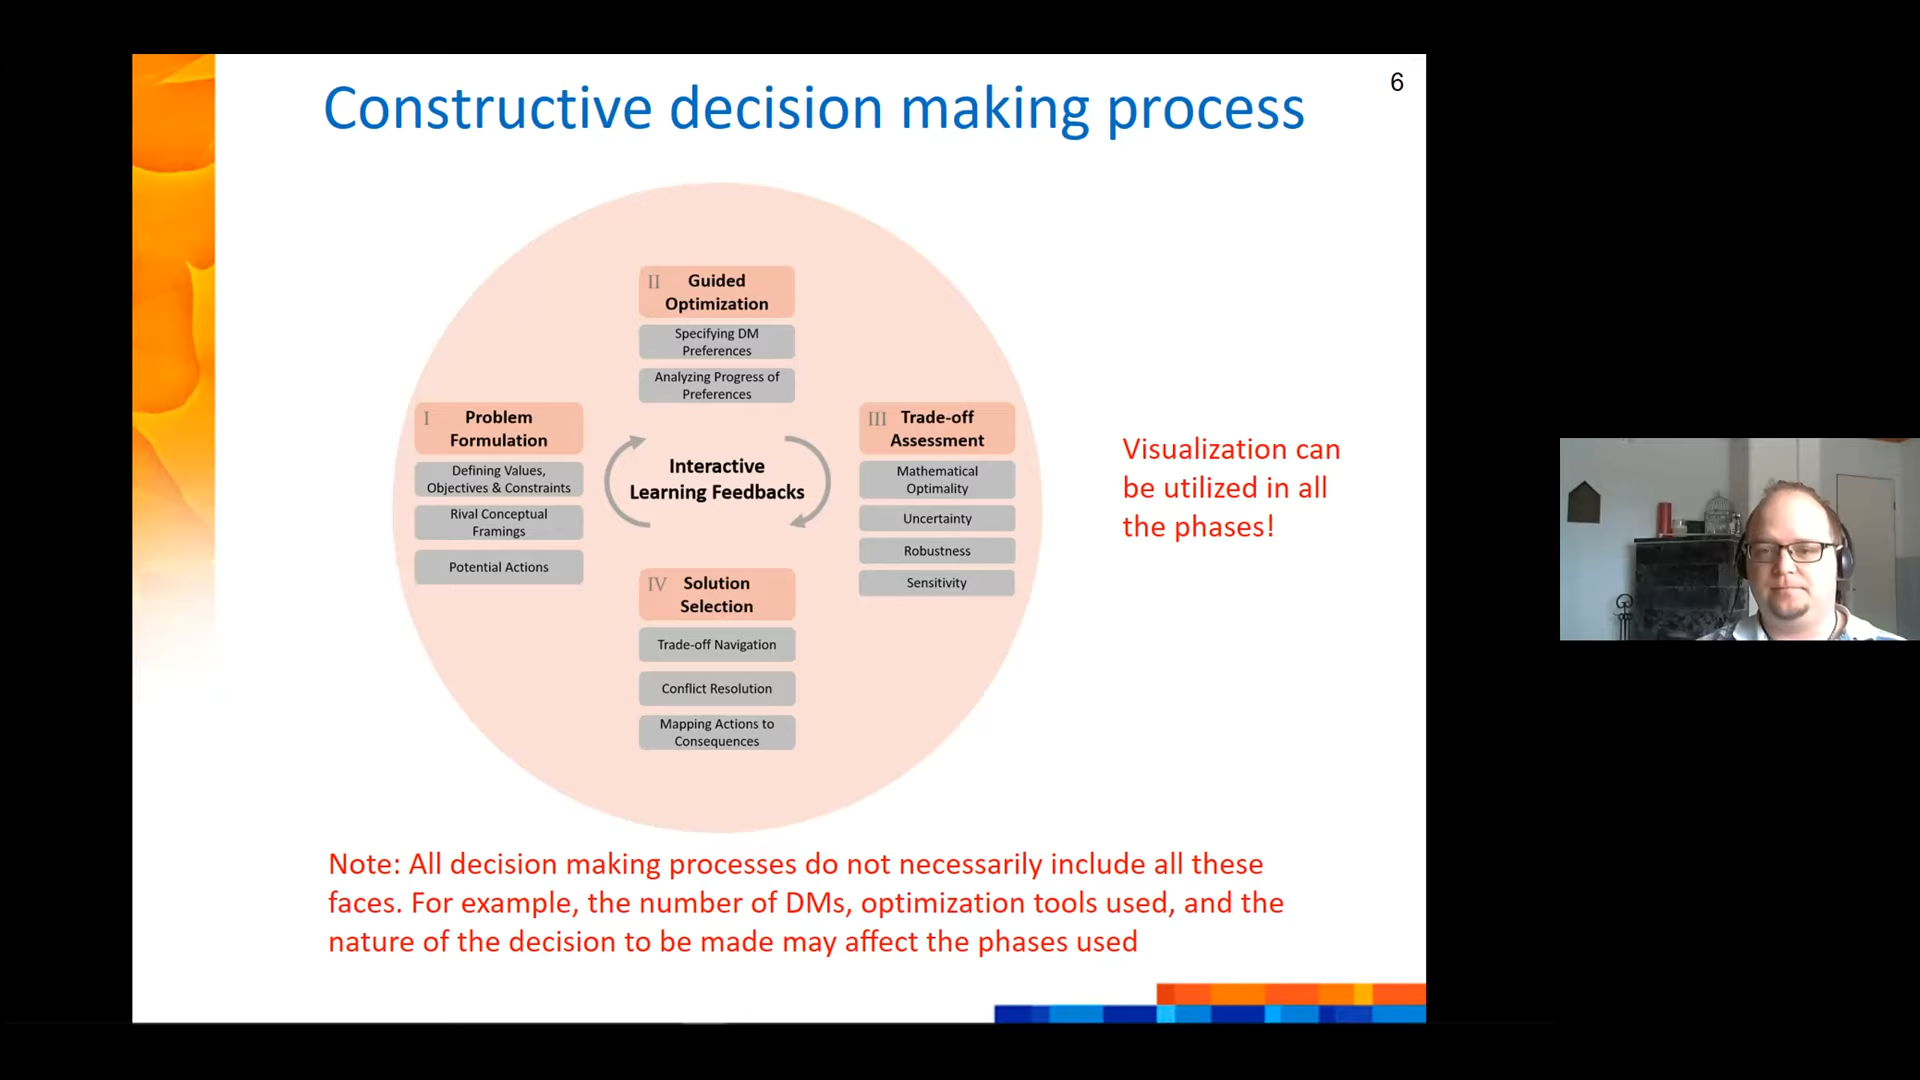 6
Constructive decision making process
II Guided
Optimization
Specifying DM
Preferences
Analyzing Progress of
Preferences
I Problem
Formulation
Defining Values,
Objectives & Constraints
Rival Conceptual
Framings
Potential Actions
Interactive
Learning Feedbacks
III Trade-off
Assessment
Mathematical
Optimality
Uncertainty
Robustness
Sensitivity
IV Solution
Selection
Trade-off Navigation
Conflict Resolution
Mapping Actions to
Consequences
Visualization can
be utilized in all
the phases!
Note: All decision making processes do not necessarily include all these
faces. For example, the number of DMs, optimization tools used, and the
nature of the decision to be made may affect the phases used